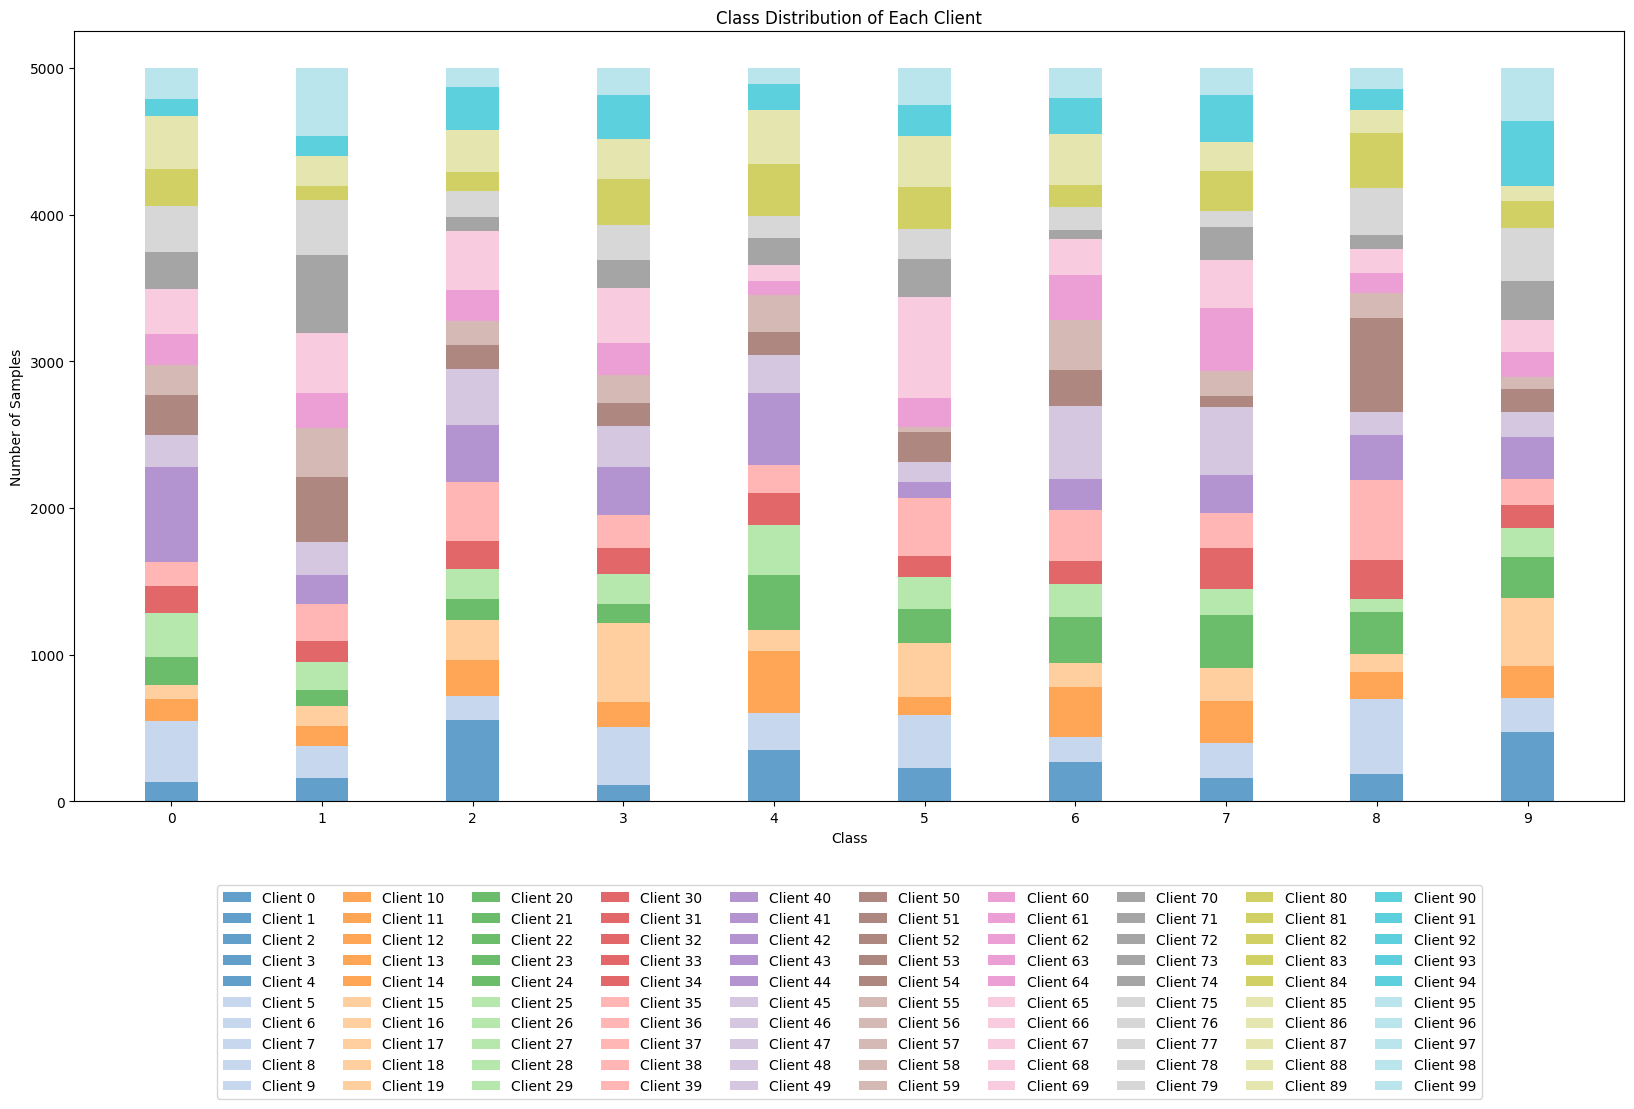 Class Distribution of Each Client
5000
4000
3000
2000
1000
0
Number of Samples
0 1 2 3 4 5 6 7 8 9
Class
Client 0 Client 10 Client 20 Client 30 Client 40 Client 50 Client 60 Client 70 Client 80 Client 90
Client 1 Client 11 Client 21 Client 31 Client 41 Client 51 Client 61 Client 71 Client 81 Client 91
Client 2 Client 12 Client 22 Client 32 Client 42 Client 52 Client 62 Client 72 Client 82 Client 92
Client 3 Client 13 Client 23 Client 33 Client 43 Client 53 Client 63 Client 73 Client 83 Client 93
Client 4 Client 14 Client 24 Client 34 Client 44 Client 54 Client 64 Client 74 Client 84 Client 94
Client 5 Client 15 Client 25 Client 35 Client 45 Client 55 Client 65 Client 75 Client 85 Client 95
Client 6 Client 16 Client 26 Client 36 Client 46 Client 56 Client 66 Client 76 Client 86 Client 96
Client 7 Client 17 Client 27 Client 37 Client 47 Client 57 Client 67 Client 77 Client 87 Client 97
Client 8 Client 18 Client 28 Client 38 Client 48 Client 58 Client 68 Client 78 Client 88 Client 98
Client 9 Client 19 Client 29 Client 39 Client 49 Client 59 Client 69 Client 79 Client 89 Client 99